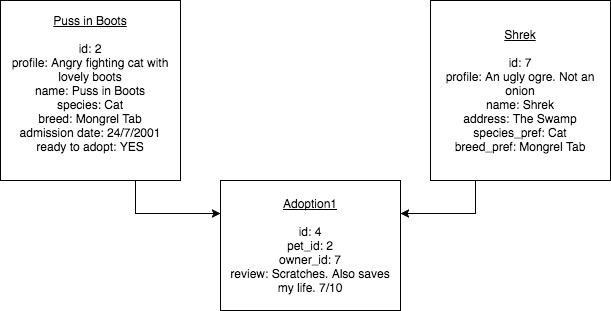 Puss in Boots
id: 2
profile: Angry fighting cat with
lovely boots
name: Puss in Boots
species: Cat
breed: Mongrel Tab
admission date: 24/7/2001
ready to adopt: YES
Shrek
id: 7
profile: An ugly ogre. Not an
onion
name: Shrek
address: The Swamp
species_pref: Cat
breed_pref: Mongrel Tab
Adoption1
id: 4
pet_id: 2
owner_id: 7
review: Scratches. Also saves
my life. 7/10